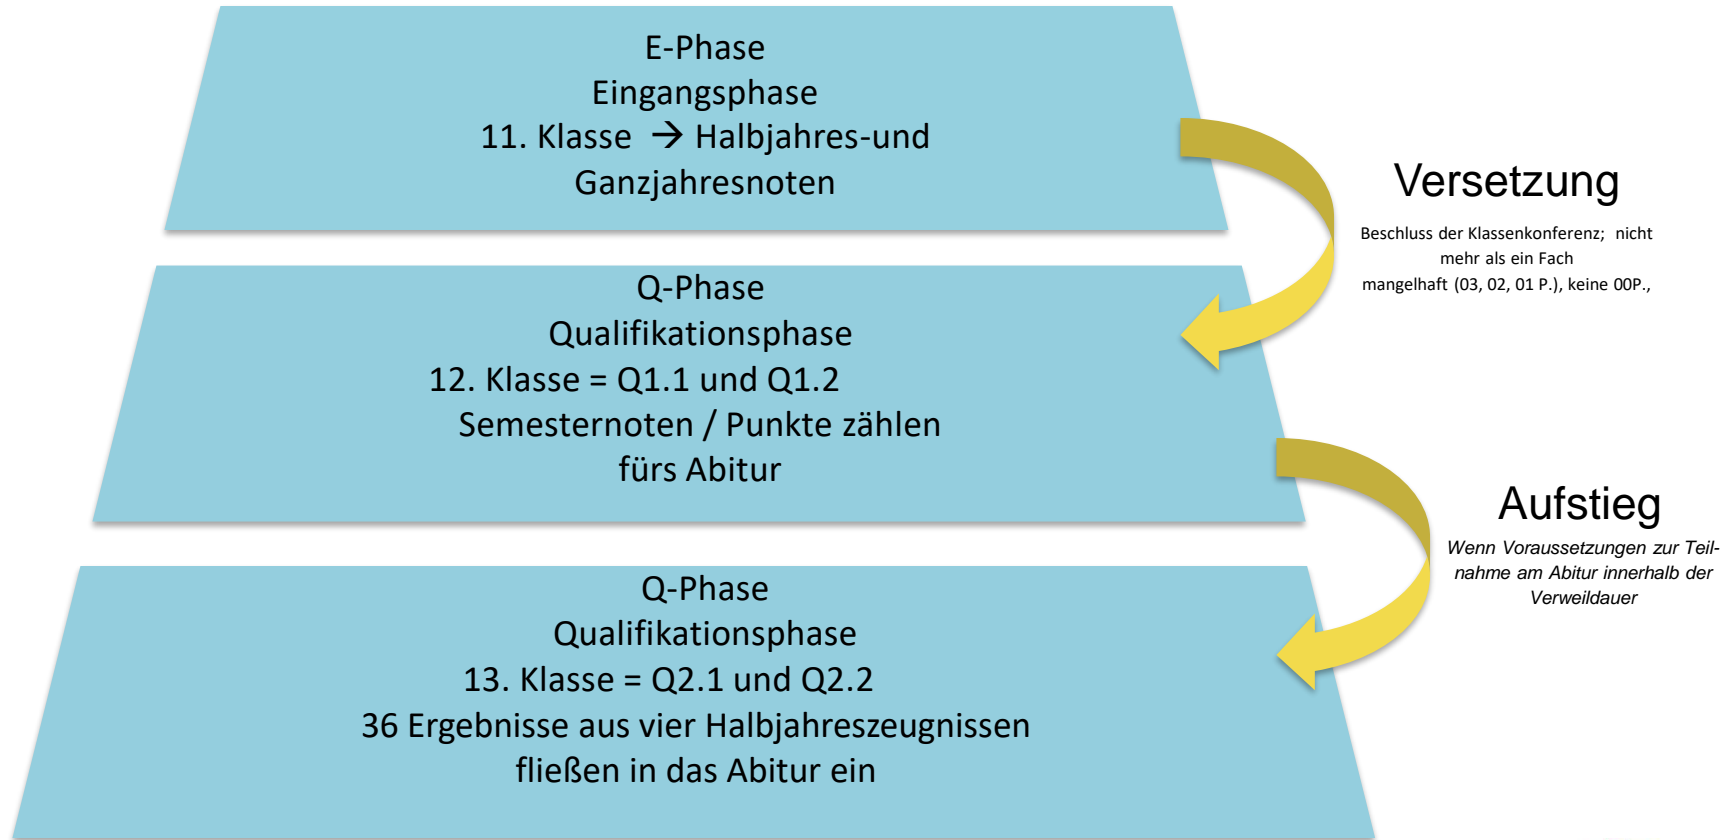 E-Phase
Eingangsphase
11. Klasse → Halbjahres-und
Ganzjahresnoten
Versetzung
Beschluss der Klassenkonferenz; nicht
mehr als ein Fach
mangelhaft (03, 02, 01 P.), keine 00P.,
Q-Phase
Qualifikationsphase
12. Klasse = Q1.1 und Q1.2
Semesternoten / Punkte zählen
fürs Abitur
Aufstieg
Wenn Voraussetzungen zur Teil-
nahme am Abitur innerhalb der
Verweildauer
Q-Phase
Qualifikationsphase
13. Klasse = Q2.1 und Q2.2
36 Ergebnisse aus vier Halbjahreszeugnissen
fließen in das Abitur ein